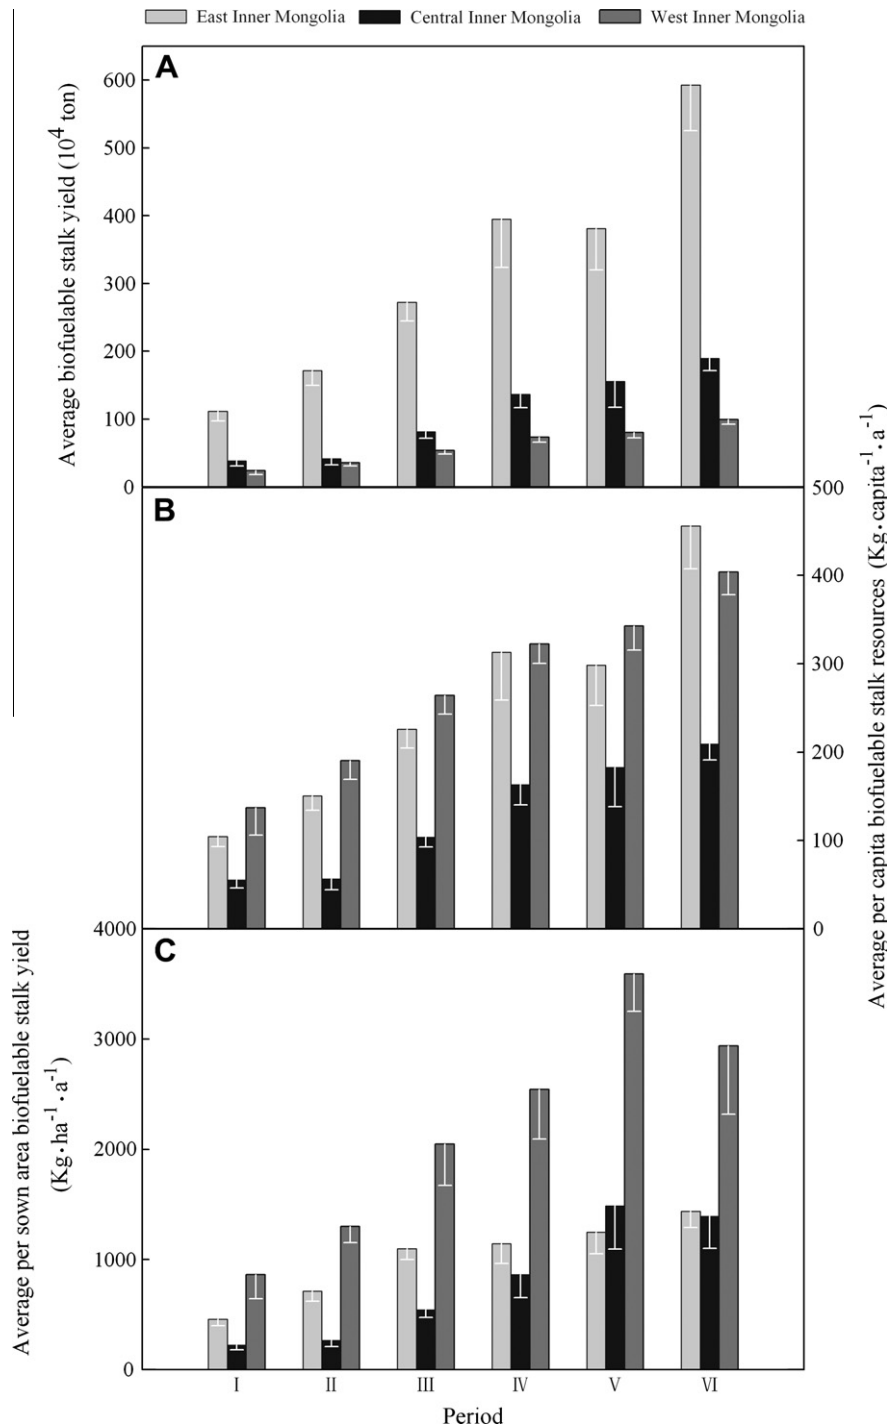 East Inner Mongolia Central Inner Mongolia West Inner Mongolia
A
Average biofuelable stalk yield (10⁴ ton)
600
500
400
300
200
100
0
B
Average per capita biofuelable stalk resources (Kg·capita⁻¹·a⁻¹)
500
400
300
200
100
0
C
Average per sown area biofuelable stalk yield
(Kg·ha⁻¹·a⁻¹)
4000
3000
2000
1000
0
I II III IV V VI
Period